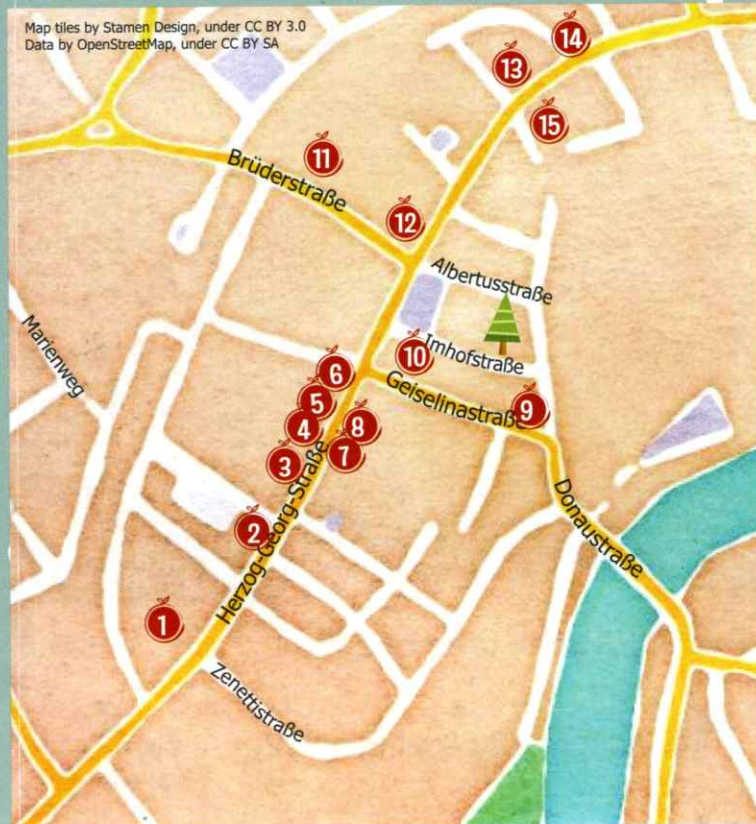 Map tiles by Stamen Design, under CC BY 3.0
Data by OpenStreetMap, under CC BY SA
14
13
15
11
Brüderstraße
12
Albertusstraße
Marienweg
Imhofstraße
10
6
Geiselinastraße
5
9
4
8
7
3
Herzog-Georg-Straße
2
Donaustraße
1
Zenettistraße